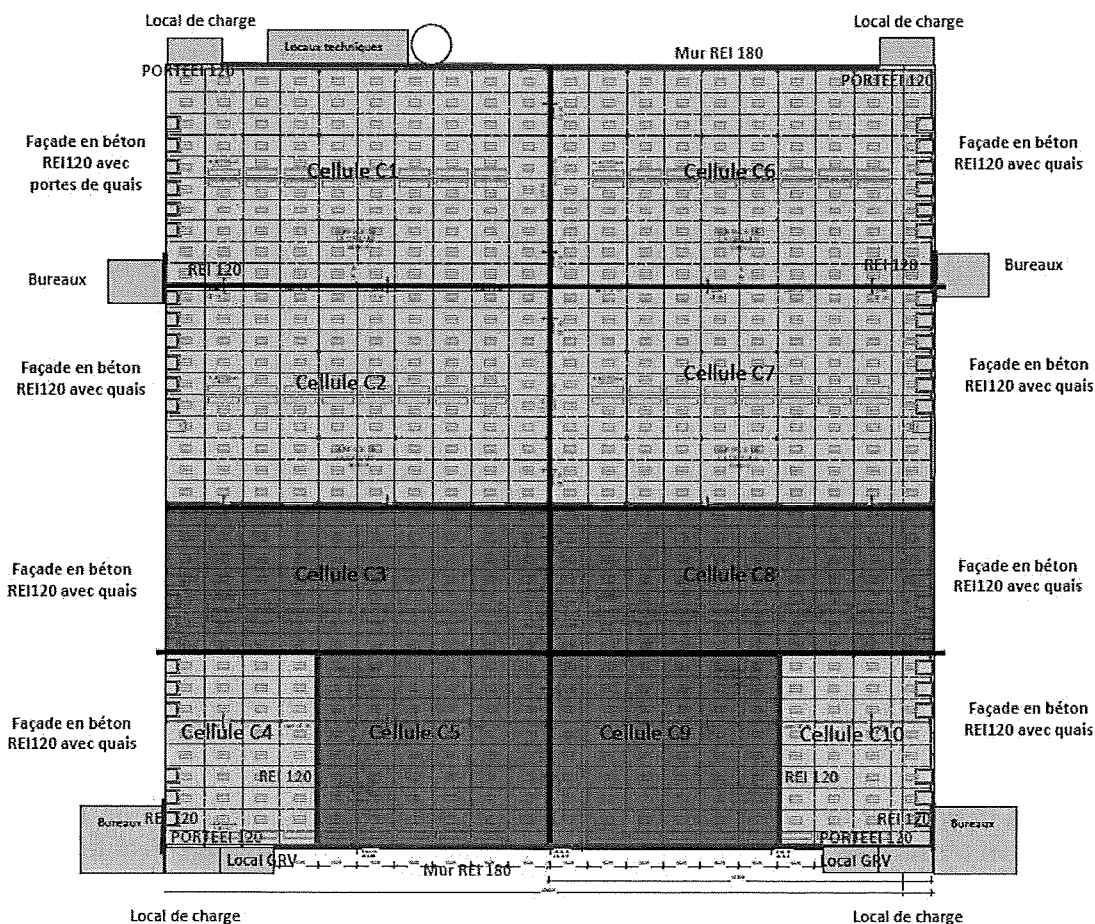 Local de charge
Local de charge
Locaux techniques
Mur REI 180
PORTEEI 120
PORTEEI 120
Façade en béton
REI120 avec
portes de quais
Cellule C1
Cellule C6
Façade en béton
REI120 avec quais
Bureaux
REI 120
REI 120
Bureaux
Façade en béton
REI120 avec quais
Cellule C2
Cellule C7
Façade en béton
REI120 avec quais
Façade en béton
REI120 avec quais
Cellule C3
Cellule C8
Façade en béton
REI120 avec quais
Façade en béton
REI120 avec quais
Cellule C4
Cellule C5
Cellule C9
Cellule C10
Façade en béton
REI120 avec quais
REI 120
REI 120
Bureaux
REI 120
REI 120
Bureaux
PORTEEI 120
PORTEEI 120
Local GRV
Mur REI 180
Local GRV
Local de charge
Local de charge